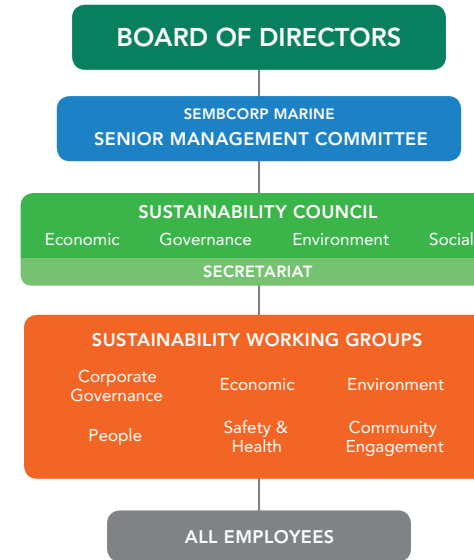 BOARD OF DIRECTORS
SEMBCORP MARINE
SENIOR MANAGEMENT COMMITTEE
SUSTAINABILITY COUNCIL
Economic Governance Environment Social
SECRETARIAT
SUSTAINABILITY WORKING GROUPS
Corporate
Governance
Economic
Environment
People
Safety &
Health
Community
Engagement
ALL EMPLOYEES